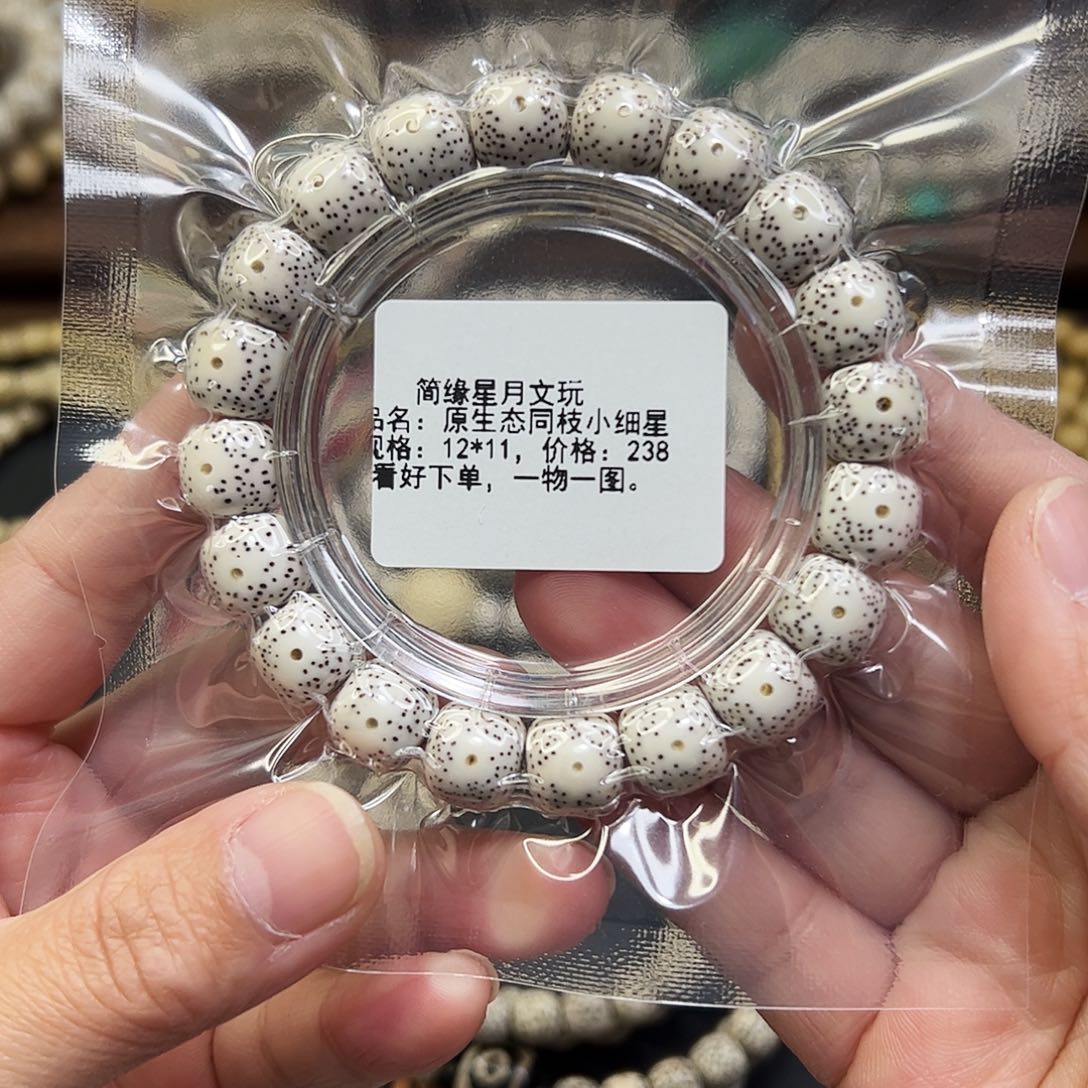 简缘星月文玩
品名：原生态同枝小细星
规格：12*11，价格：238
看好下单，一物一图。